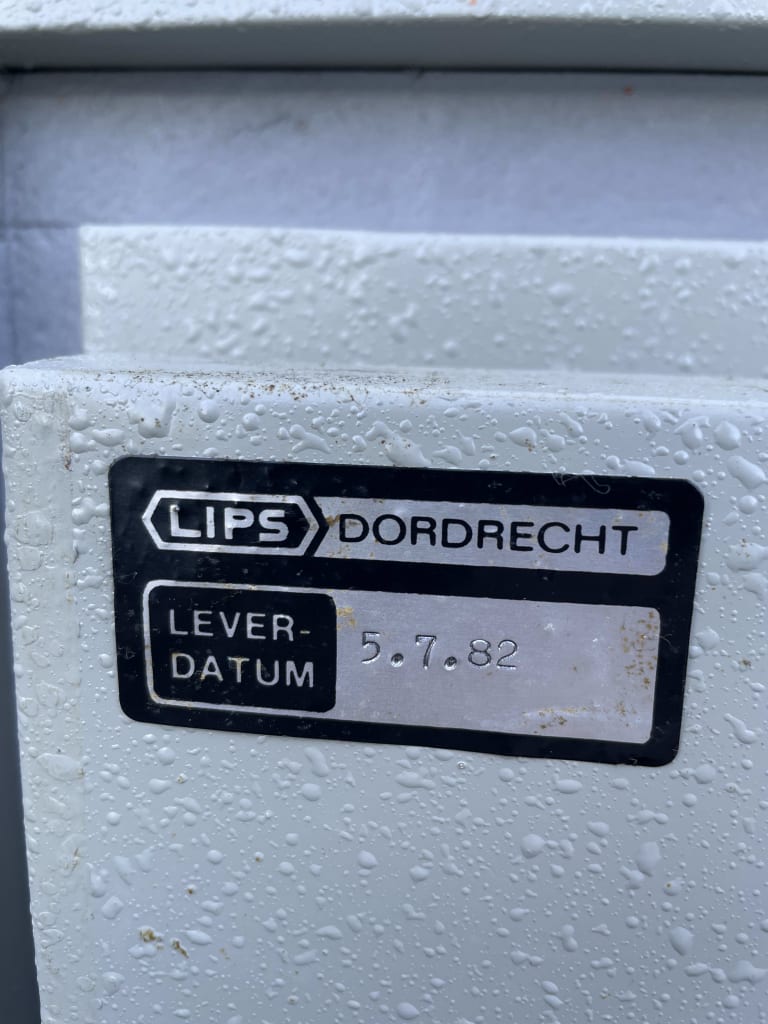 LIPS DORDRECHT
LEVER-
DATUM
5.7.82